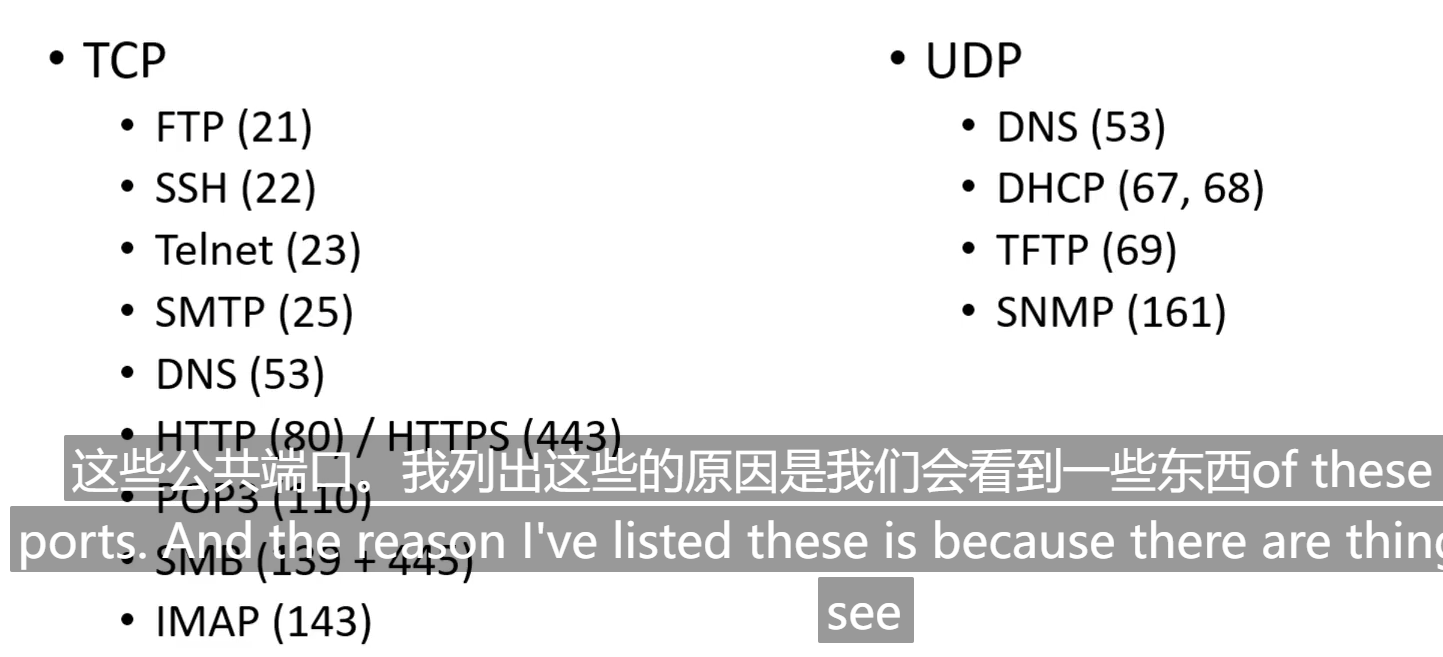 • TCP
• FTP (21)
• SSH (22)
• Telnet (23)
• SMTP (25)
• DNS (53)
• HTTP (80) / HTTPS (443)
• POP3 (110)
• SMB (139 + 445)
• IMAP (143)
• UDP
• DNS (53)
• DHCP (67, 68)
• TFTP (69)
• SNMP (161)
这些公共端口。我列出这些的原因是我们会看到一些东西of these
ports. And the reason I've listed these is because there are thing
see